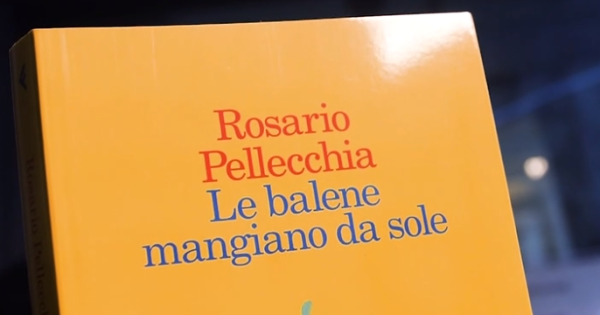 Rosario
Pellecchia
Le balene
mangiano da sole